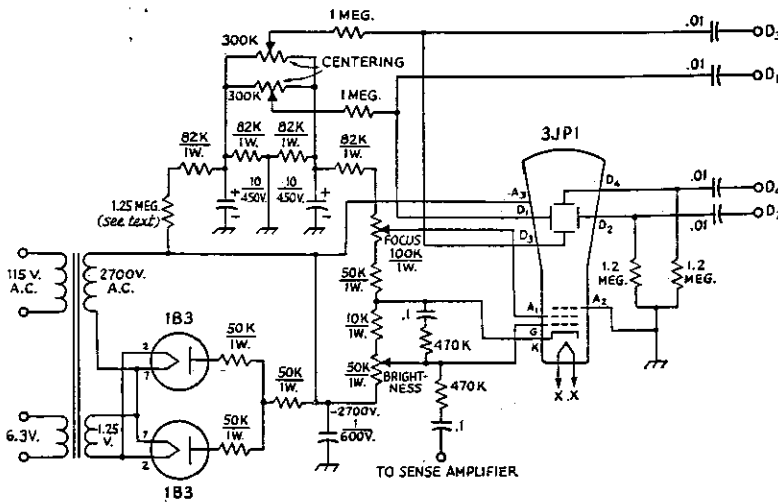 1 MEG.
.01
D3
300K
CENTERING
.01
D1
300K
1 MEG.
82K
1W.
82K
1W.
82K
1W.
82K
1W.
3JP1
1.25 MEG.
(see text)
+ 10
- 450V.
10 +
450V. -
A3
D4
.01
D1
D2
.01
D3
FOCUS
100K
1W.
115 V.
A.C.
2700V.
A.C.
50K
1W.
1.2
MEG.
1.2
MEG.
1B3
2
7
50K
1W.
10K
1W.
.1
470K
A1
A2
G
K
50K
1W.
50K
1W.
BRIGHT-
NESS
470K
X
X
6.3V.
1.25
V.
7
2
50K
1W.
-2700V.
1
600V.
.1
1B3
TO SENSE AMPLIFIER